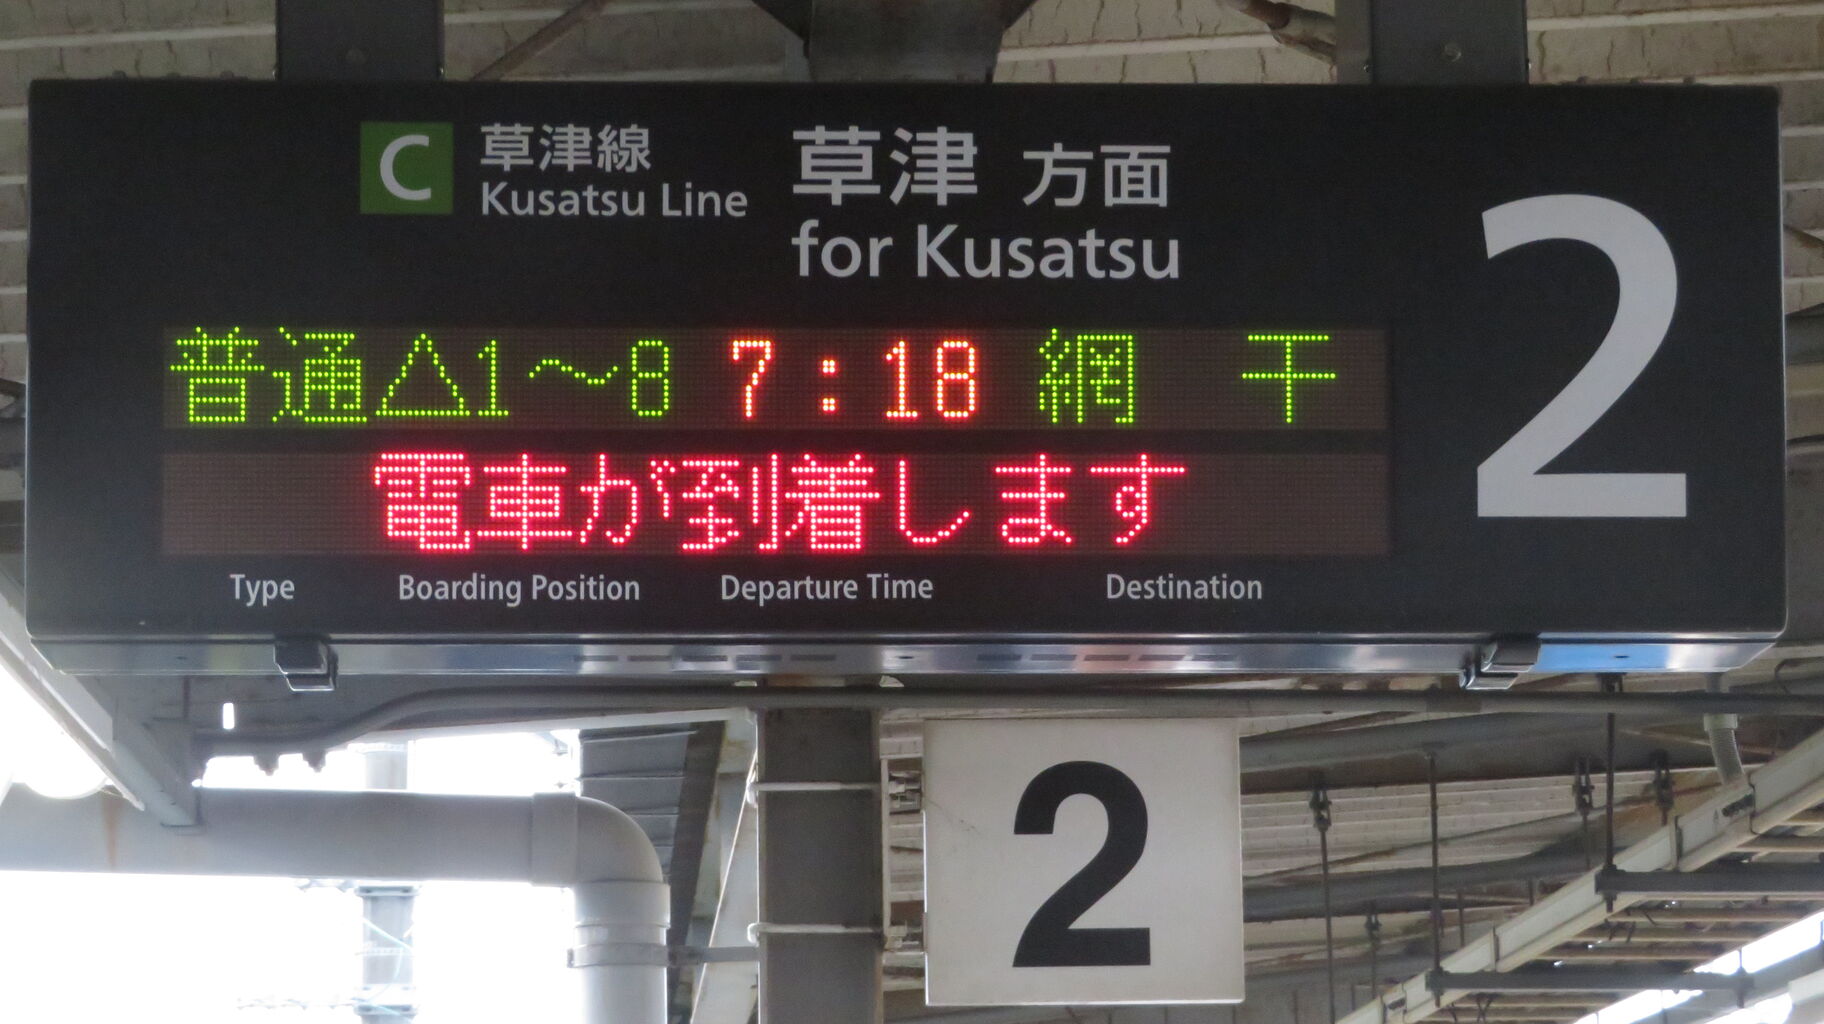 C 草津線 草津 方面
Kusatsu Line for Kusatsu
2
普通 △1〜8 7:18 網干
電車が到着します
Type Boarding Position Departure Time Destination
2